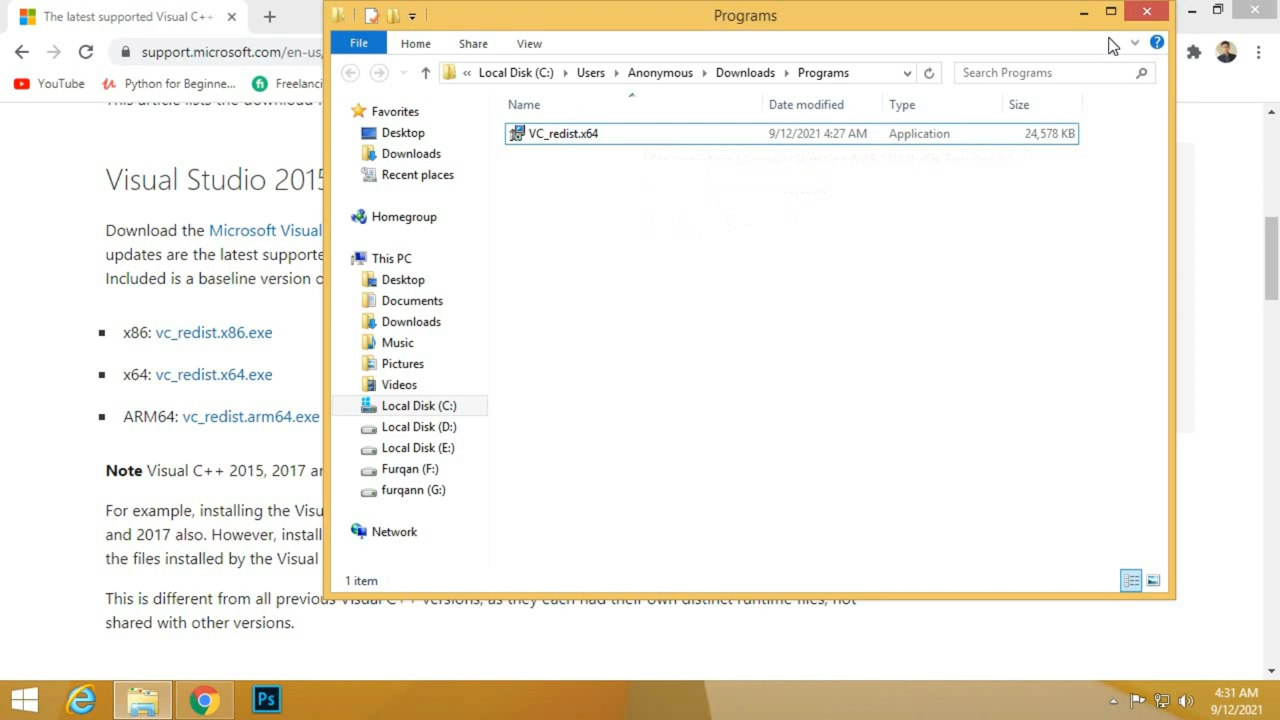 The latest supported Visual C++
support.microsoft.com/en-us
YouTube
Python for Beginne...
Freelanci
Visual Studio 2015
Download the Microsoft Visual
updates are the latest supporte
Included is a baseline version o
x86: vc_redist.x86.exe
x64: vc_redist.x64.exe
ARM64: vc_redist.arm64.exe
Note Visual C++ 2015, 2017 an
For example, installing the Visu
and 2017 also. However, install
the files installed by the Visual
This is different from all previous Visual C++ versions, as they each had their own distinct runtime files, not
shared with other versions.
Programs
File
Home
Share
View
« Local Disk (C:) Users Anonymous Downloads Programs
Search Programs
Name
Date modified
Type
Size
VC_redist.x64
9/12/2021 4:27 AM
Application
24,578 KB
Favorites
Desktop
Downloads
Recent places
Homegroup
This PC
Desktop
Documents
Downloads
Music
Pictures
Videos
Local Disk (C:)
Local Disk (D:)
Local Disk (E:)
Furqan (F:)
furqann (G:)
Network
1 item
Ps
4:31 AM
9/12/2021